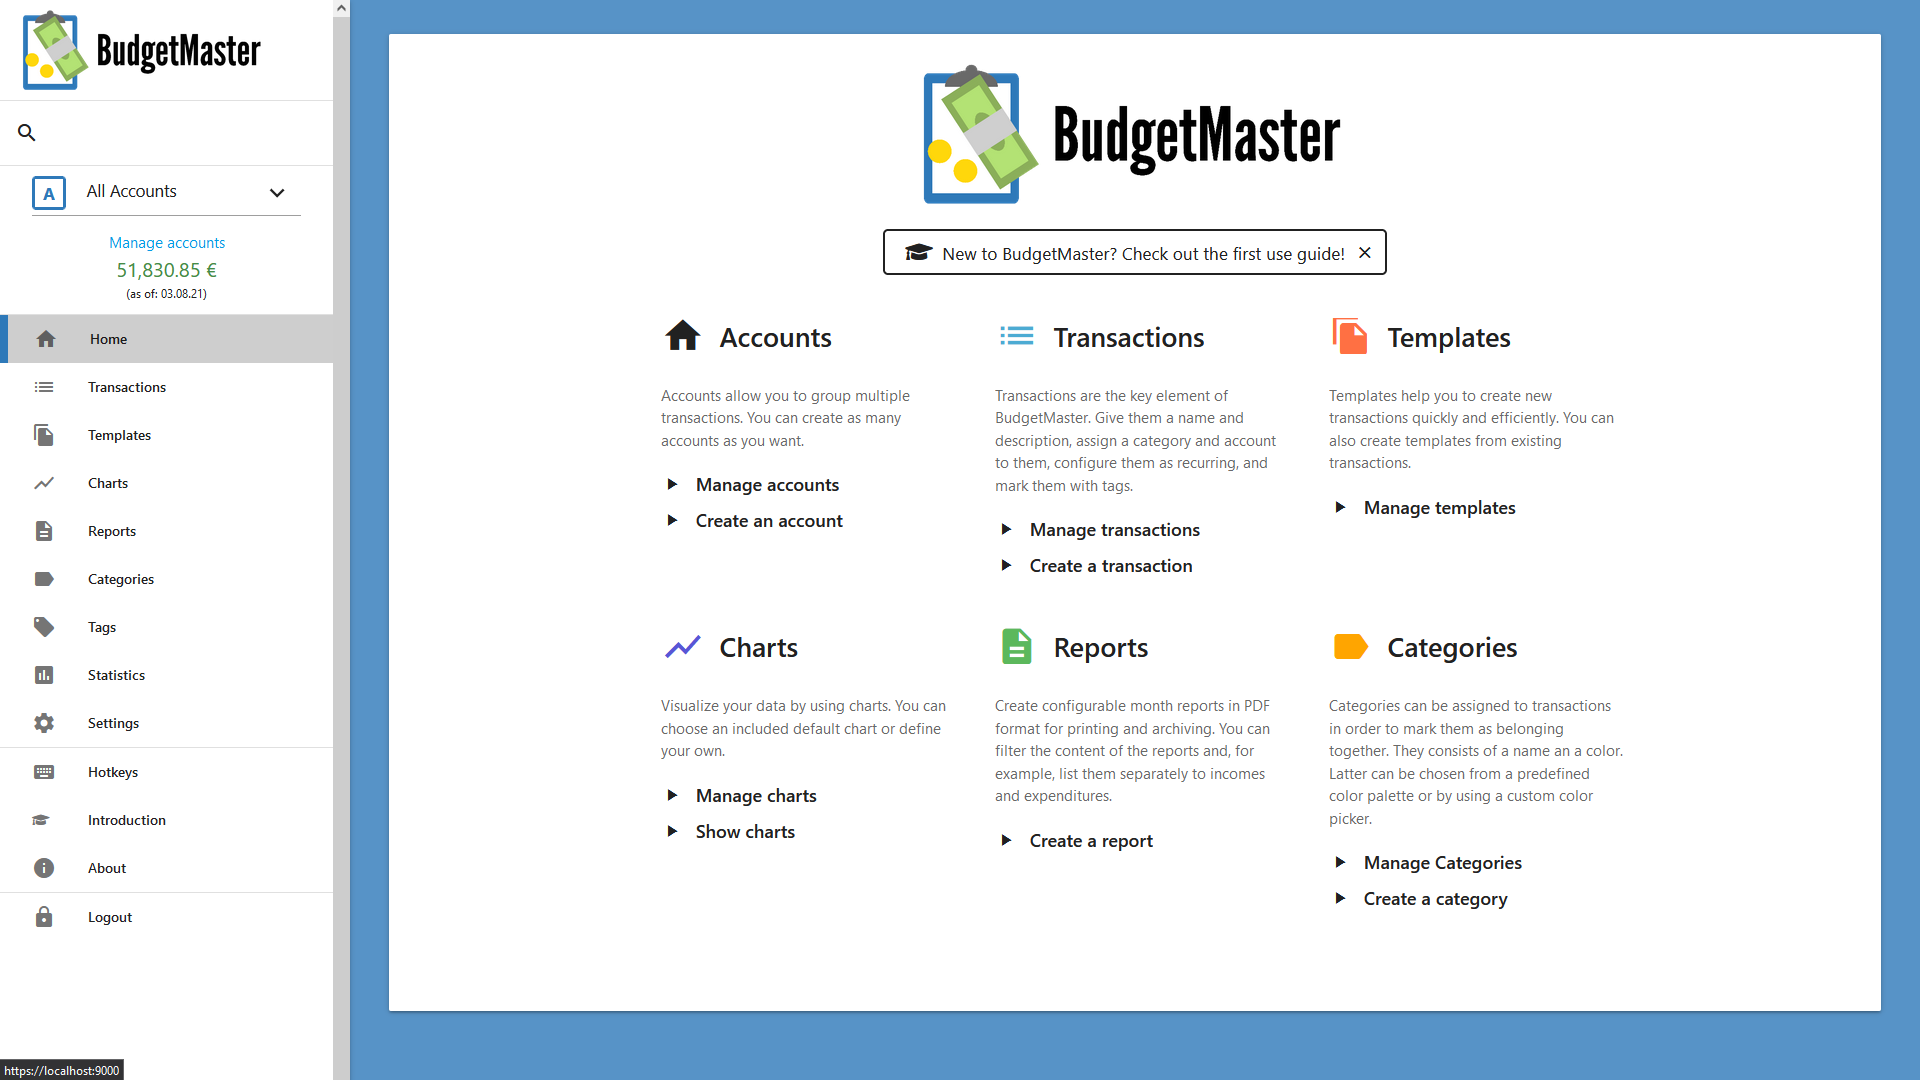 BudgetMaster
A All Accounts
Manage accounts
51,830.85 €
(as of: 03.08.21)
Home
Transactions
Templates
Charts
Reports
Categories
Tags
Statistics
Settings
Hotkeys
Introduction
About
Logout
https://localhost:9000
BudgetMaster
New to BudgetMaster? Check out the first use guide!
Accounts
Accounts allow you to group multiple
transactions. You can create as many
accounts as you want.
Manage accounts
Create an account
Transactions
Transactions are the key element of
BudgetMaster. Give them a name and
description, assign a category and account
to them, configure them as recurring, and
mark them with tags.
Manage transactions
Create a transaction
Templates
Templates help you to create new
transactions quickly and efficiently. You can
also create templates from existing
transactions.
Manage templates
Charts
Visualize your data by using charts. You can
choose an included default chart or define
your own.
Manage charts
Show charts
Reports
Create configurable month reports in PDF
format for printing and archiving. You can
filter the content of the reports and, for
example, list them separately to incomes
and expenditures.
Create a report
Categories
Categories can be assigned to transactions
in order to mark them as belonging
together. They consists of a name an a color.
Latter can be chosen from a predefined
color palette or by using a custom color
picker.
Manage Categories
Create a category